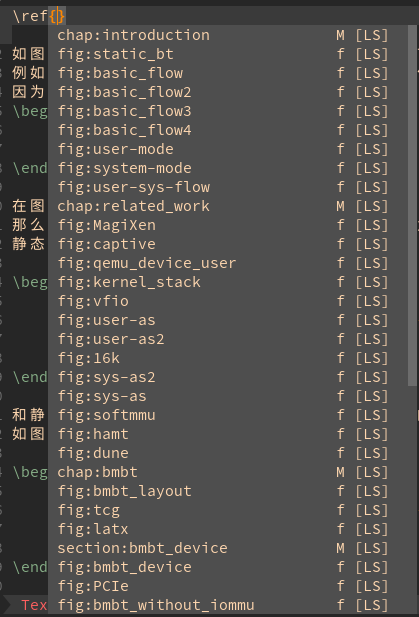 \ref{}
chap:introduction M [LS]
如图 fig:static_bt f [LS]
例如 fig:basic_flow f [LS]
因为 fig:basic_flow2 f [LS]
\beg fig:basic_flow3 f [LS]
fig:basic_flow4 f [LS]
fig:user-mode f [LS]
\end fig:system-mode f [LS]
fig:user-sys-flow f [LS]
在图 chap:related_work M [LS]
那么 fig:MagiXen f [LS]
静态 fig:captive f [LS]
fig:qemu_device_user f [LS]
\beg fig:kernel_stack f [LS]
fig:vfio f [LS]
fig:user-as f [LS]
fig:user-as2 f [LS]
fig:16k f [LS]
\end fig:sys-as2 f [LS]
fig:sys-as f [LS]
和静 fig:softmmu f [LS]
如图 fig:hamt f [LS]
fig:dune f [LS]
\beg chap:bmbt M [LS]
fig:bmbt_layout f [LS]
fig:tcg f [LS]
fig:latx f [LS]
section:bmbt_device M [LS]
\end fig:bmbt_device f [LS]
fig:PCIe f [LS]
Tex fig:bmbt_without_iommu f [LS]